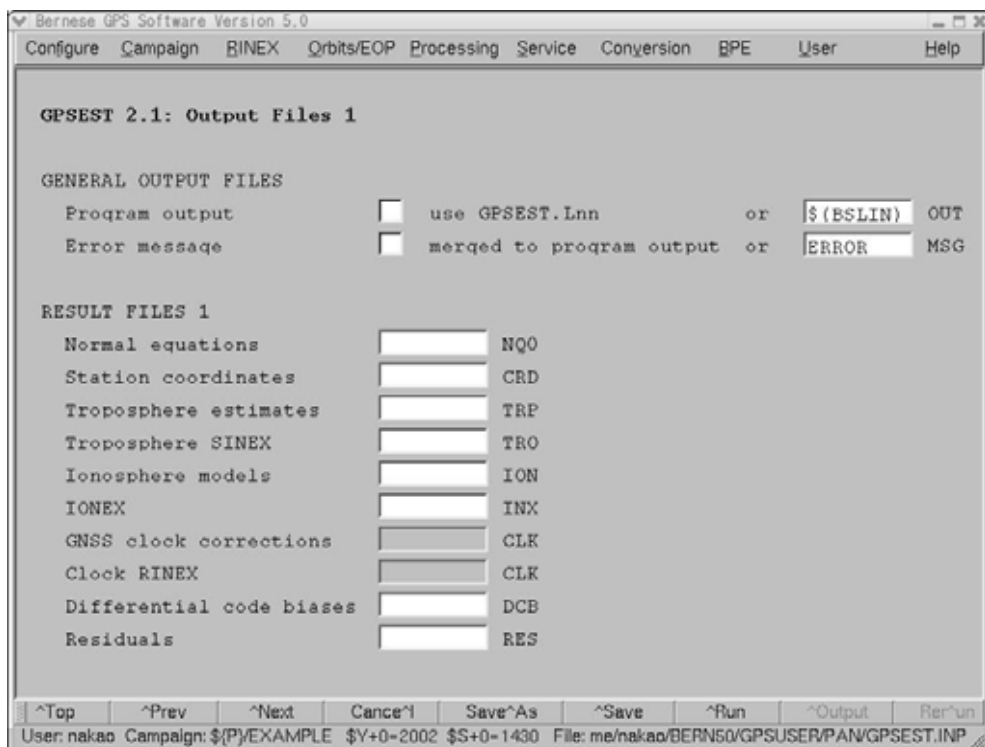 Bernese GPS Software Version 5.0
Configure Campaign RINEX Orbits/EOP Processing Service Conversion BPE User Help
GPSEST 2.1: Output Files 1
GENERAL OUTPUT FILES
Program output use GPSEST.Lnn or $(BSLIN) OUT
Error message merged to program output or ERROR MSG
RESULT FILES 1
Normal equations NQ0
Station coordinates CRD
Troposphere estimates TRP
Troposphere SINEX TRO
Ionosphere models ION
IONEX INX
GNSS clock corrections CLK
Clock RINEX CLK
Differential code biases DCB
Residuals RES
^Top ^Prev ^Next Cance^l Save^As ^Save ^Run ^Output Rer^un
User: nakao Campaign: ${P}/EXAMPLE $Y+0=2002 $S+0=1430 File: me/nakao/BERN50/GPSUSER/PAN/GPSEST.INP